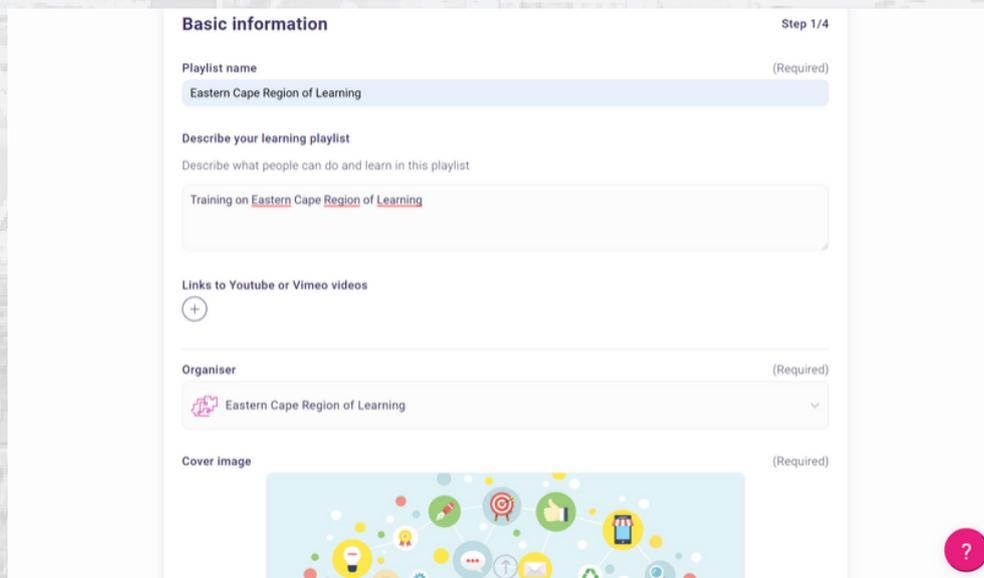 Basic information
Step 1/4
Playlist name
(Required)
Eastern Cape Region of Learning
Describe your learning playlist
Describe what people can do and learn in this playlist
Training on Eastern Cape Region of Learning
Links to Youtube or Vimeo videos
Organiser
(Required)
Eastern Cape Region of Learning
Cover image
(Required)
?